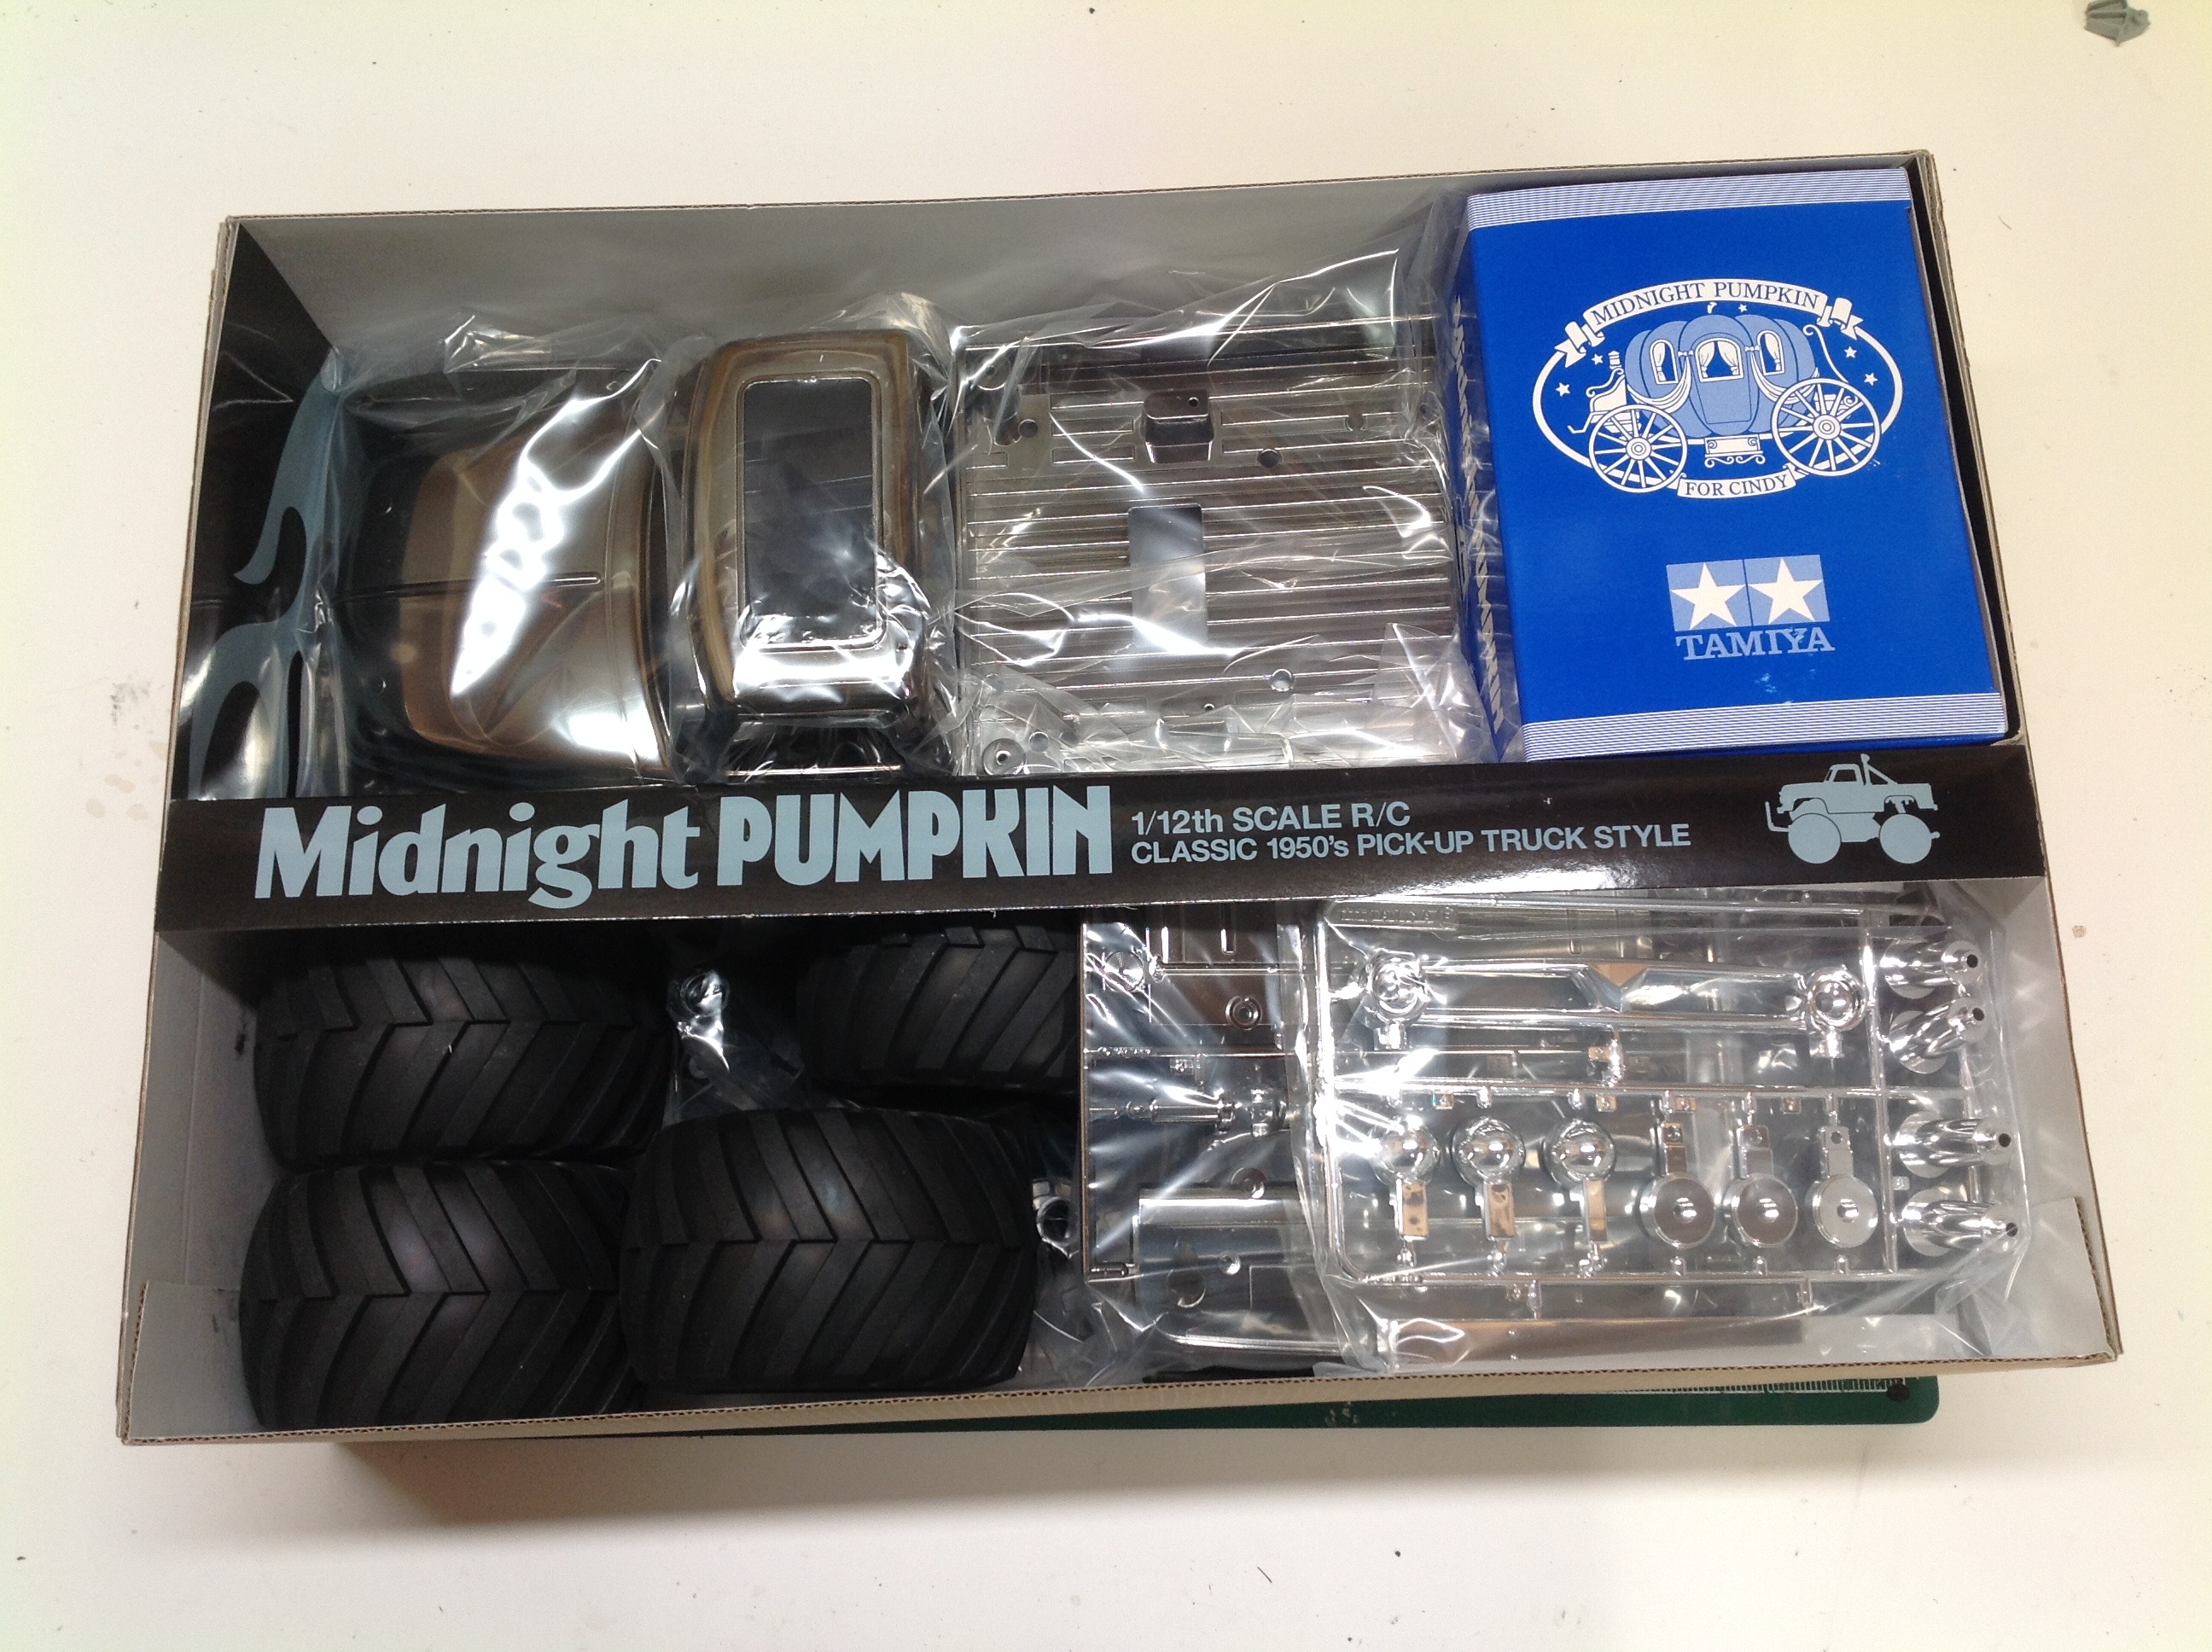 MIDNIGHT PUMPKIN
FOR CINDY
TAMIYA
Midnight PUMPKIN
1/12th SCALE R/C
CLASSIC 1950's PICK-UP TRUCK STYLE